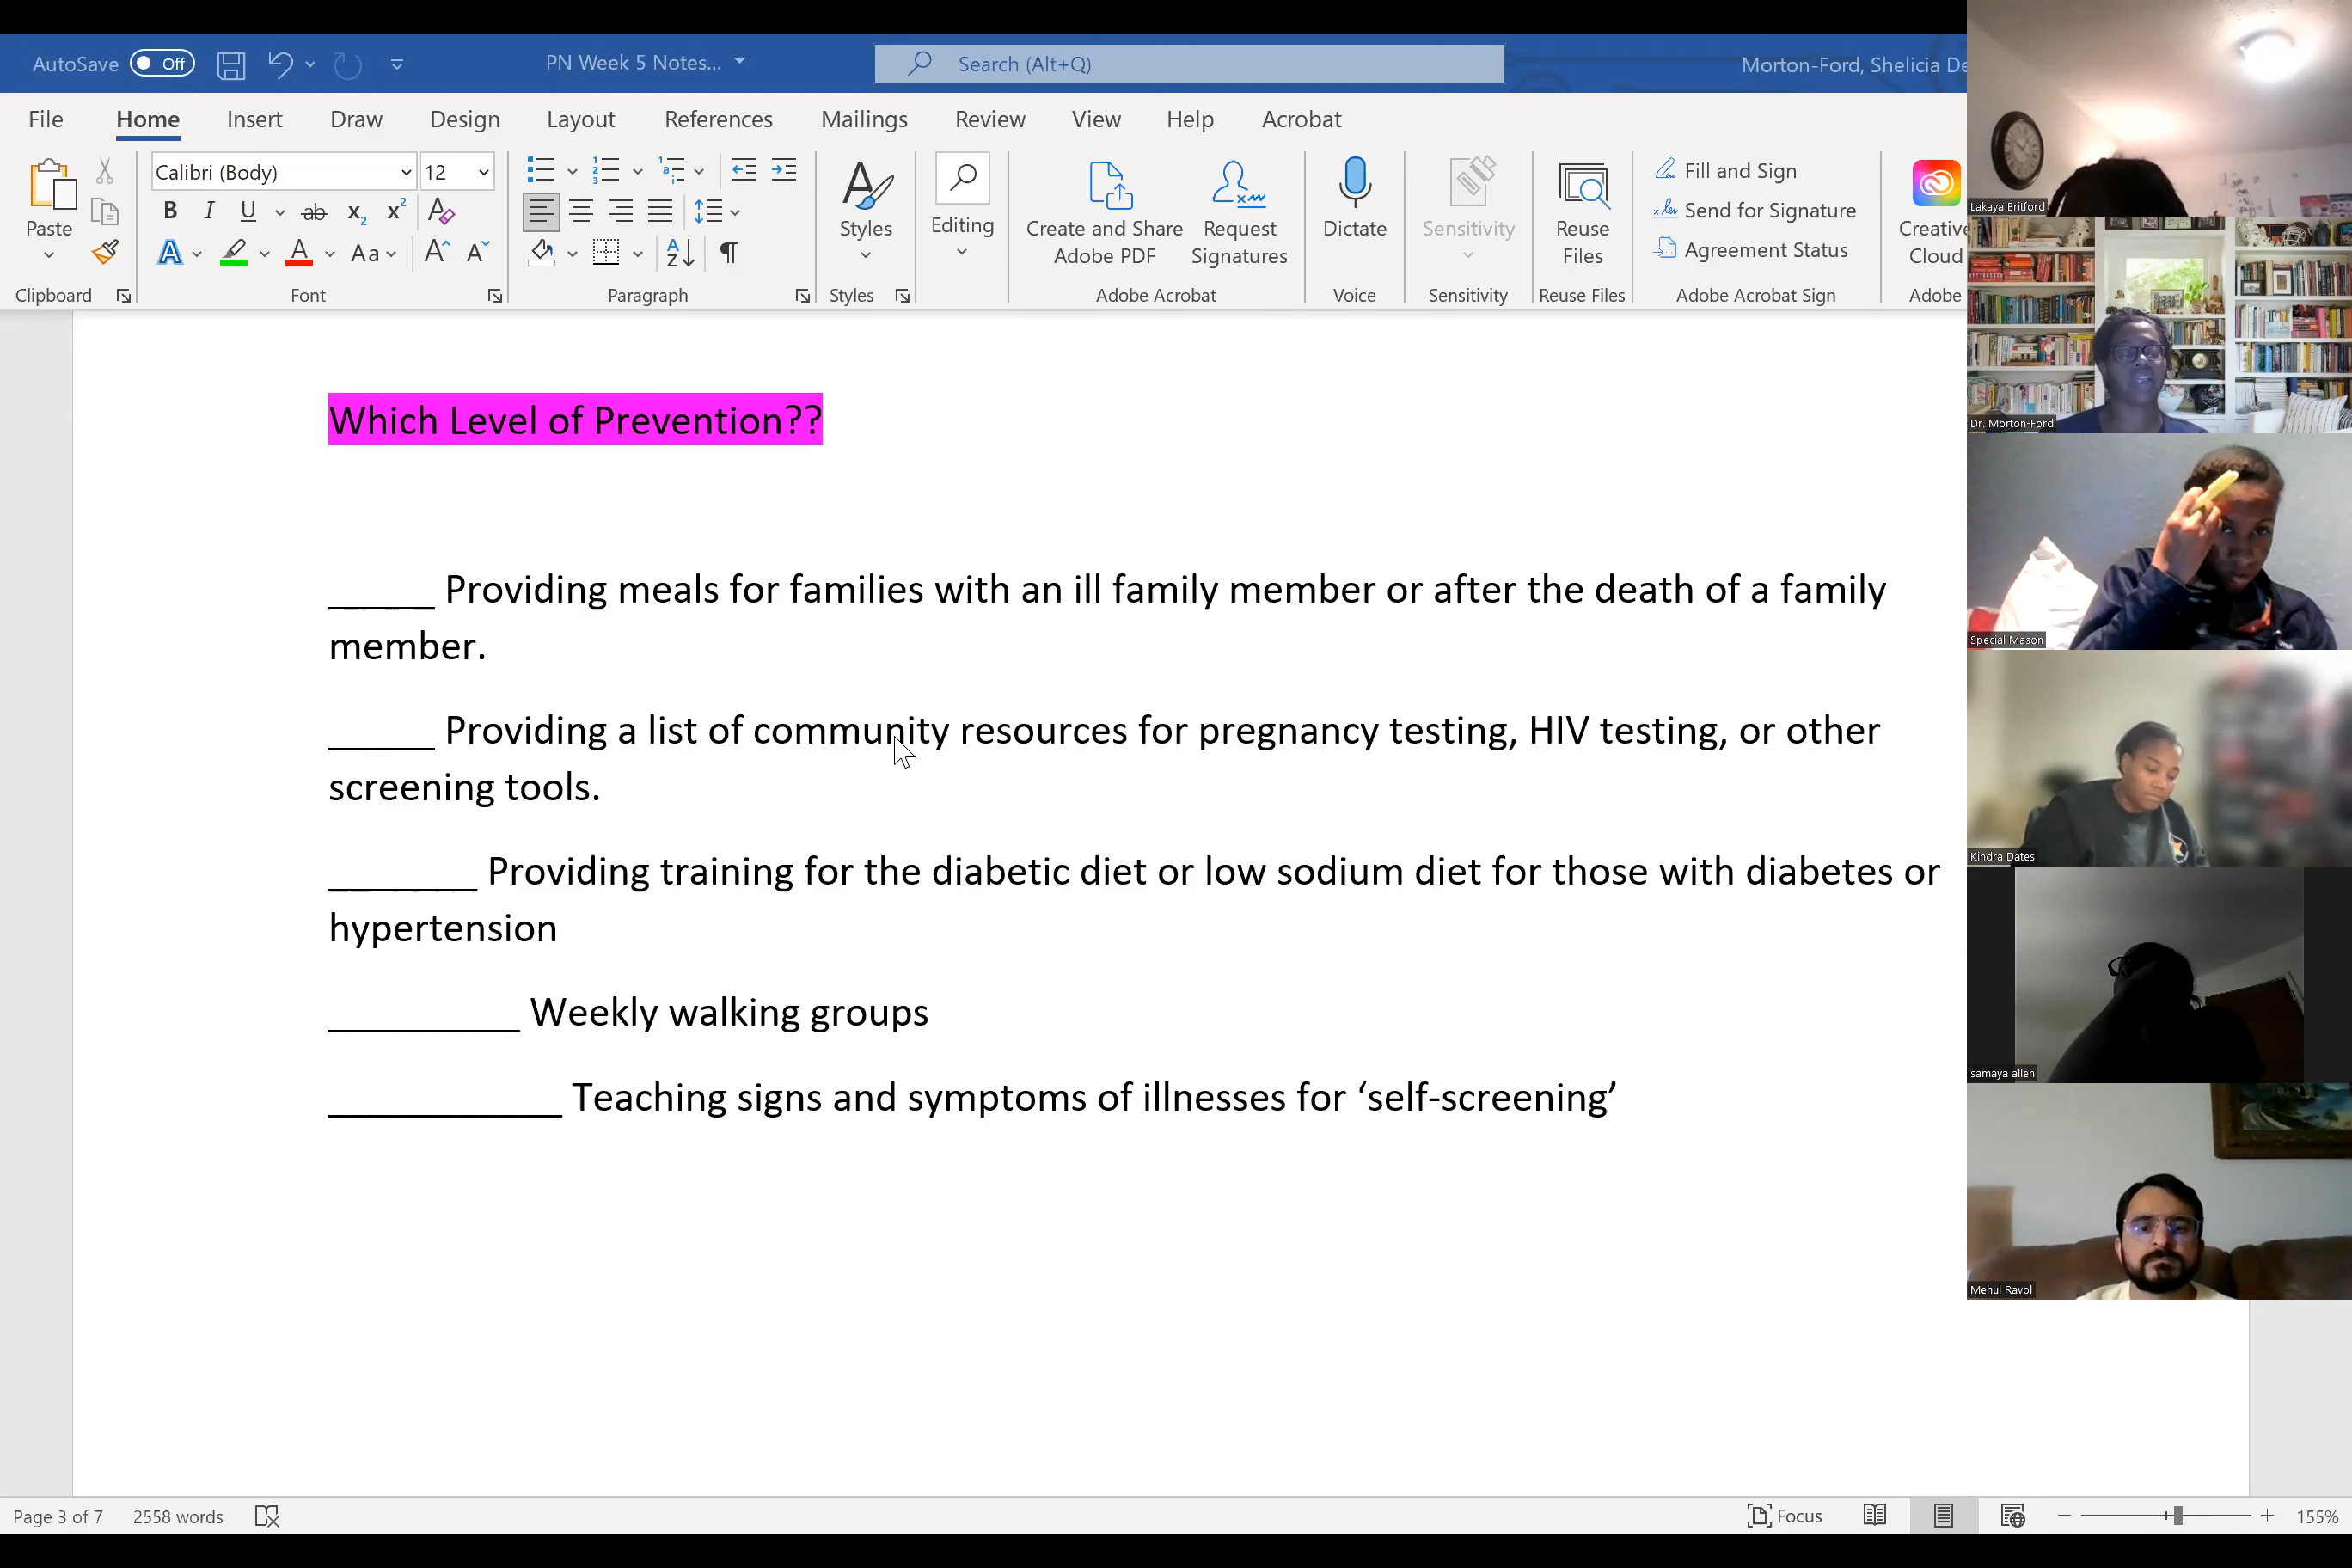 AutoSave Off PN Week 5 Notes... Search (Alt+Q) Morton-Ford, Shelicia De
File Home Insert Draw Design Layout References Mailings Review View Help Acrobat
Paste
Clipboard
Calibri (Body) 12
B I U ab x2 x2 A
A A Aa A A
Font
A
Z
Paragraph
Styles
Styles
Editing
Create and Share
Adobe PDF
Request
Signatures
Adobe Acrobat
Dictate
Voice
Sensitivity
Sensitivity
Reuse
Files
Reuse Files
Fill and Sign
Send for Signature
Agreement Status
Adobe Acrobat Sign
Creative
Cloud
Adobe
Which Level of Prevention??
_____ Providing meals for families with an ill family member or after the death of a family
member.
_____ Providing a list of community resources for pregnancy testing, HIV testing, or other
screening tools.
_______ Providing training for the diabetic diet or low sodium diet for those with diabetes or
hypertension
_________ Weekly walking groups
___________ Teaching signs and symptoms of illnesses for ‘self-screening’
Lakaya Britford
Dr. Morton-Ford
Special Mason
Kindra Dates
samaya allen
Mehul Ravol
Page 3 of 7 2558 words Focus 155%